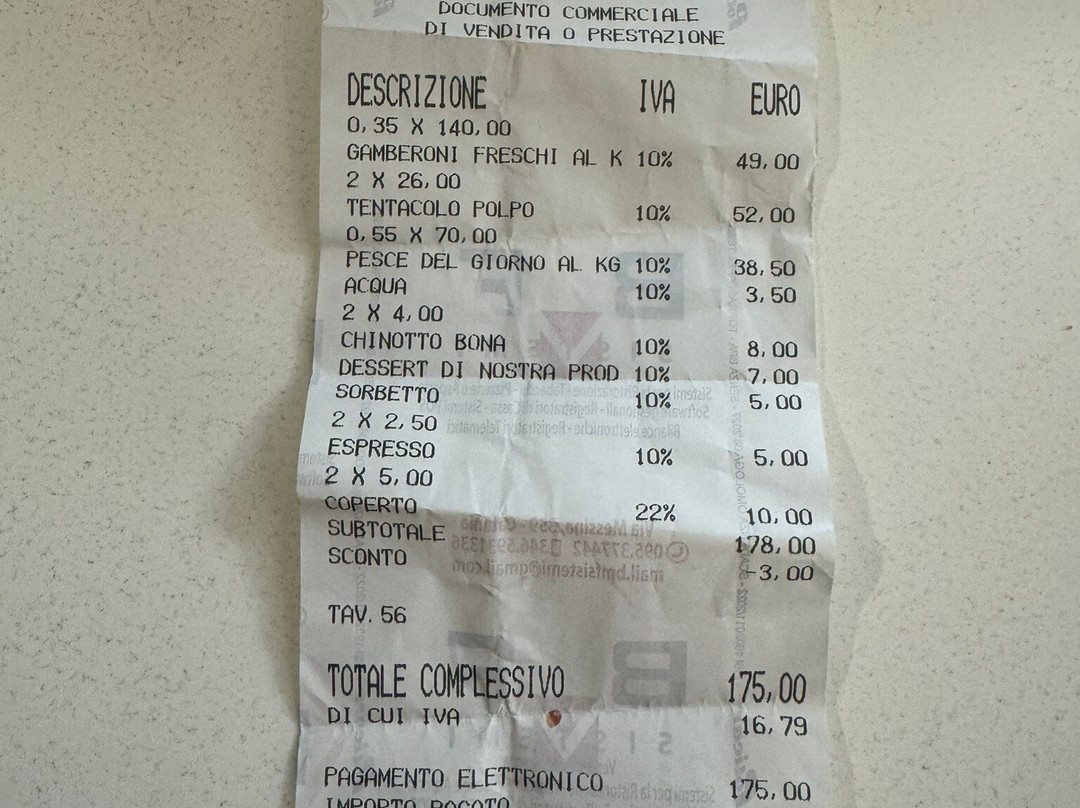 DOCUMENTO COMMERCIALE
DI VENDITA O PRESTAZIONE
DESCRIZIONE IVA EURO
0,35 X 140,00
GAMBERONI FRESCHI AL K 10% 49,00
2 X 26,00
TENTACOLO POLPO 10% 52,00
0,55 X 70,00
PESCE DEL GIORNO AL KG 10% 38,50
ACQUA 10% 3,50
2 X 4,00
CHINOTTO BONA 10% 8,00
DESSERT DI NOSTRA PROD 10% 7,00
SORBETTO 10% 5,00
2 X 2,50
ESPRESSO 10% 5,00
2 X 5,00
COPERTO 22% 10,00
SUBTOTALE 178,00
SCONTO -3,00
TAV. 56
TOTALE COMPLESSIVO 175,00
DI CUI IVA 16,79
PAGAMENTO ELETTRONICO 175,00
IMPORTO PAGATO